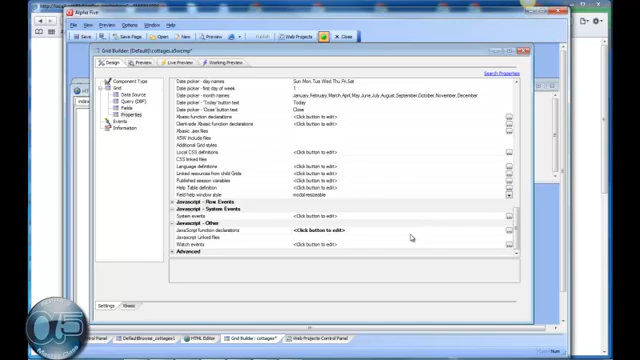 Alpha Five
File View Preview Options Window Help
Save Save Page Open New Preview Web Projects Close
Grid Builder: [Default]\cottages.a5wcmp*
Design Preview Live Preview Working Preview
Search Properties
Component Type
Grid
Data Source
Query (DBF)
Fields
Properties
Events
Information
Date picker - day names Sun,Mon,Tue,Wed,Thu,Fri,Sat
Date picker - first day of week 1
Date picker - month names January,February,March,April,May,June,July,August,September,October,November,December
Date picker - 'Today' button text Today
Date picker - 'Close' button text Close
Xbasic function declarations <Click button to edit>
Client-side Xbasic function declarations <Click button to edit>
Xbasic .aex files
A5W Include files
Additional Grid styles
Local CSS definitions <Click button to edit>
CSS linked files
Language definitions <Click button to edit>
Linked resources from child Grids <Click button to edit>
Published session variables <Click button to edit>
Help Table definition <Click button to edit>
Field help window style modal-resizeable
Javascript - Row Events
Javascript - System Events
System events <Click button to edit>
Javascript - Other
JavaScript function declarations <Click button to edit>
Javascript Linked files
Watch events <Click button to edit>
Advanced
Settings Xbasic
Control Panel DefaultBrowse_cottages1 HTML Editor Grid Builder: cottages* Web Projects Control Panel
Num